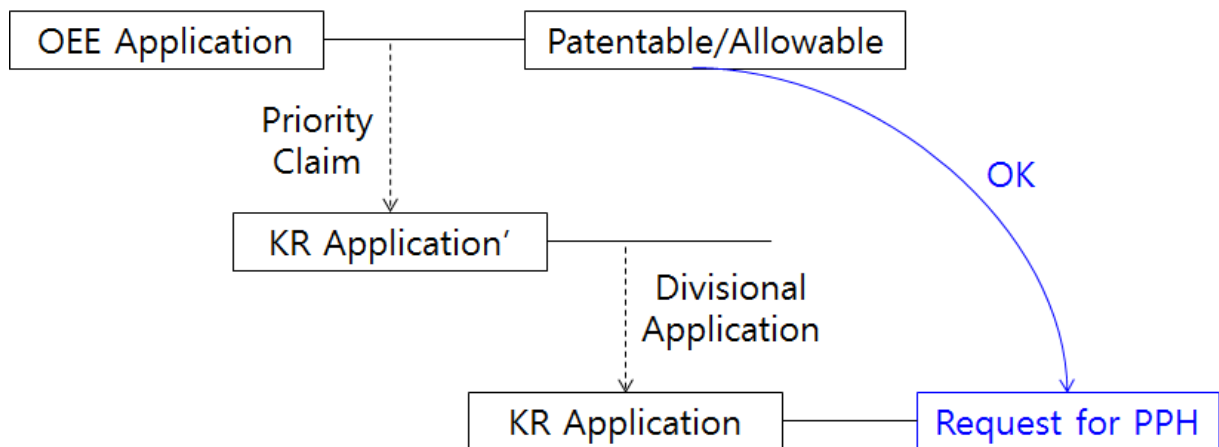 OEE Application
Patentable/Allowable
Priority
Claim
OK
KR Application’
Divisional
Application
KR Application
Request for PPH